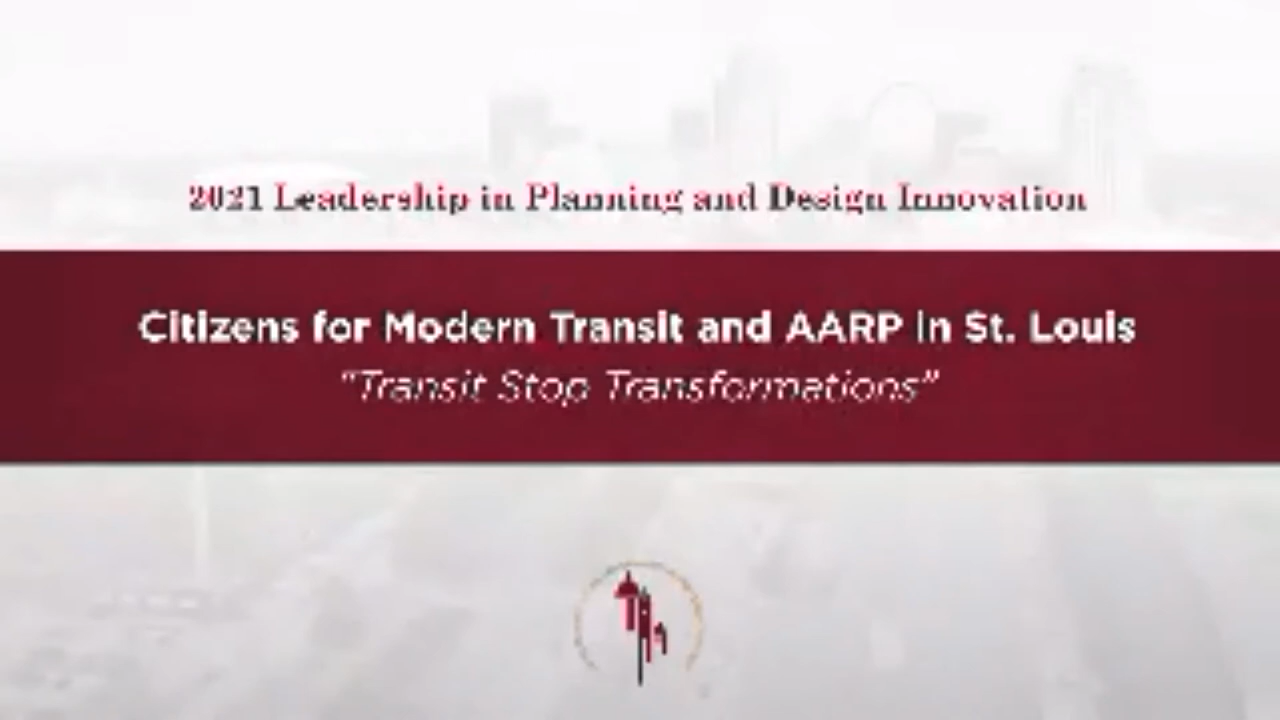 2021 Leadership in Planning and Design Innovation
Citizens for Modern Transit and AARP in St. Louis
“Transit Stop Transformations”